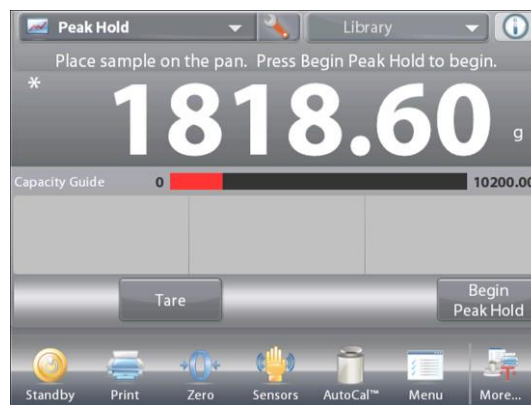 Peak Hold Library
Place sample on the pan. Press Begin Peak Hold to begin.
*
1818.60 g
Capacity Guide 0 10200.00
Tare Begin
Peak Hold
Standby Print Zero Sensors AutoCal™ Menu More...